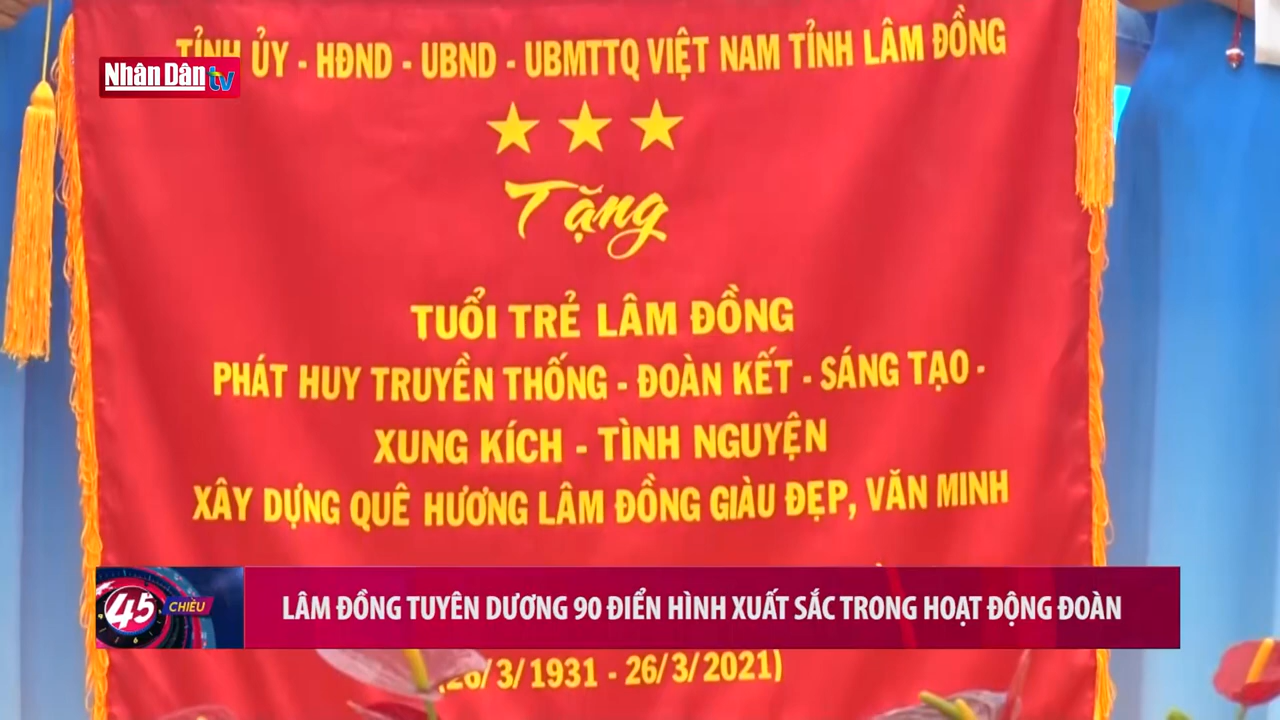 TỈNH ỦY - HĐND - UBND - UBMTTQ VIỆT NAM TỈNH LÂM ĐỒNG
Nhân Dân tv
Tặng
TUỔI TRẺ LÂM ĐỒNG
PHÁT HUY TRUYỀN THỐNG - ĐOÀN KẾT - SÁNG TẠO -
XUNG KÍCH - TÌNH NGUYỆN
XÂY DỰNG QUÊ HƯƠNG LÂM ĐỒNG GIÀU ĐẸP, VĂN MINH
45 CHIỀU
LÂM ĐỒNG TUYÊN DƯƠNG 90 ĐIỂN HÌNH XUẤT SẮC TRONG HOẠT ĐỘNG ĐOÀN
(26/3/1931 - 26/3/2021)